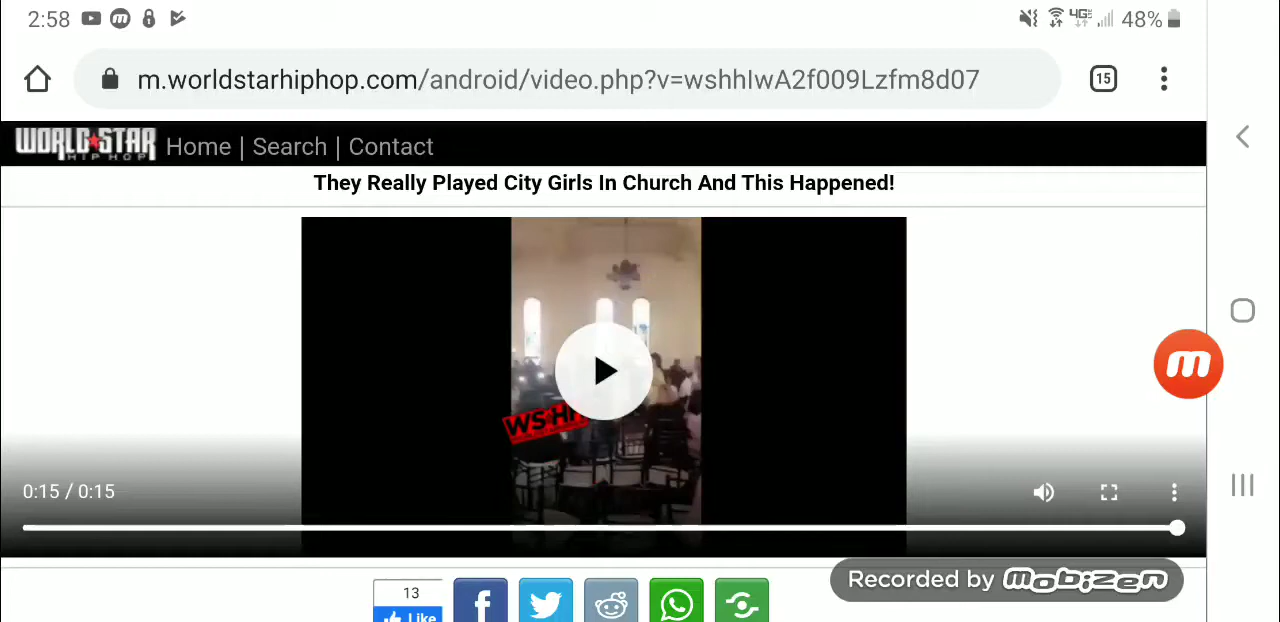 2:58 48%
m.worldstarhiphop.com/android/video.php?v=wshhIwA2f009Lzfm8d07 15
WORLD STAR Home | Search | Contact
HIP HOP
They Really Played City Girls In Church And This Happened!
m
WSHH
0:15 / 0:15
Recorded by mobizen
13
Like